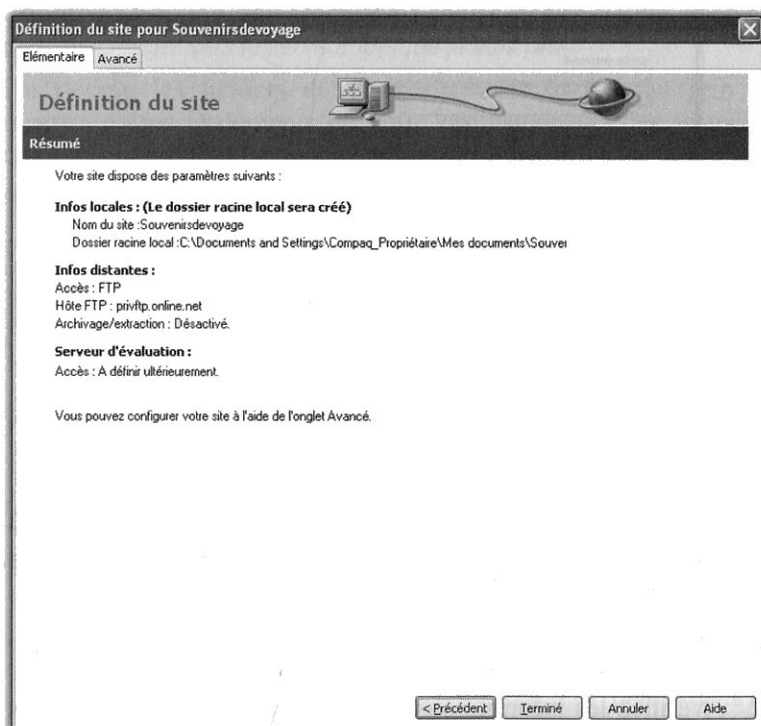 Définition du site pour Souvenirsdevoyage
Elémentaire Avancé
Définition du site
Résumé
Votre site dispose des paramètres suivants :
Infos locales : (Le dossier racine local sera créé)
Nom du site :Souvenirsdevoyage
Dossier racine local :C:\Documents and Settings\Compaq_Propriétaire\Mes documents\Souver
Infos distantes :
Accès : FTP
Hôte FTP : privftp.online.net
Archivage/extraction : Désactivé.
Serveur d'évaluation :
Accès : A définir ultérieurement.
Vous pouvez configurer votre site à l'aide de l'onglet Avancé.
< Précédent Terminé Annuler Aide